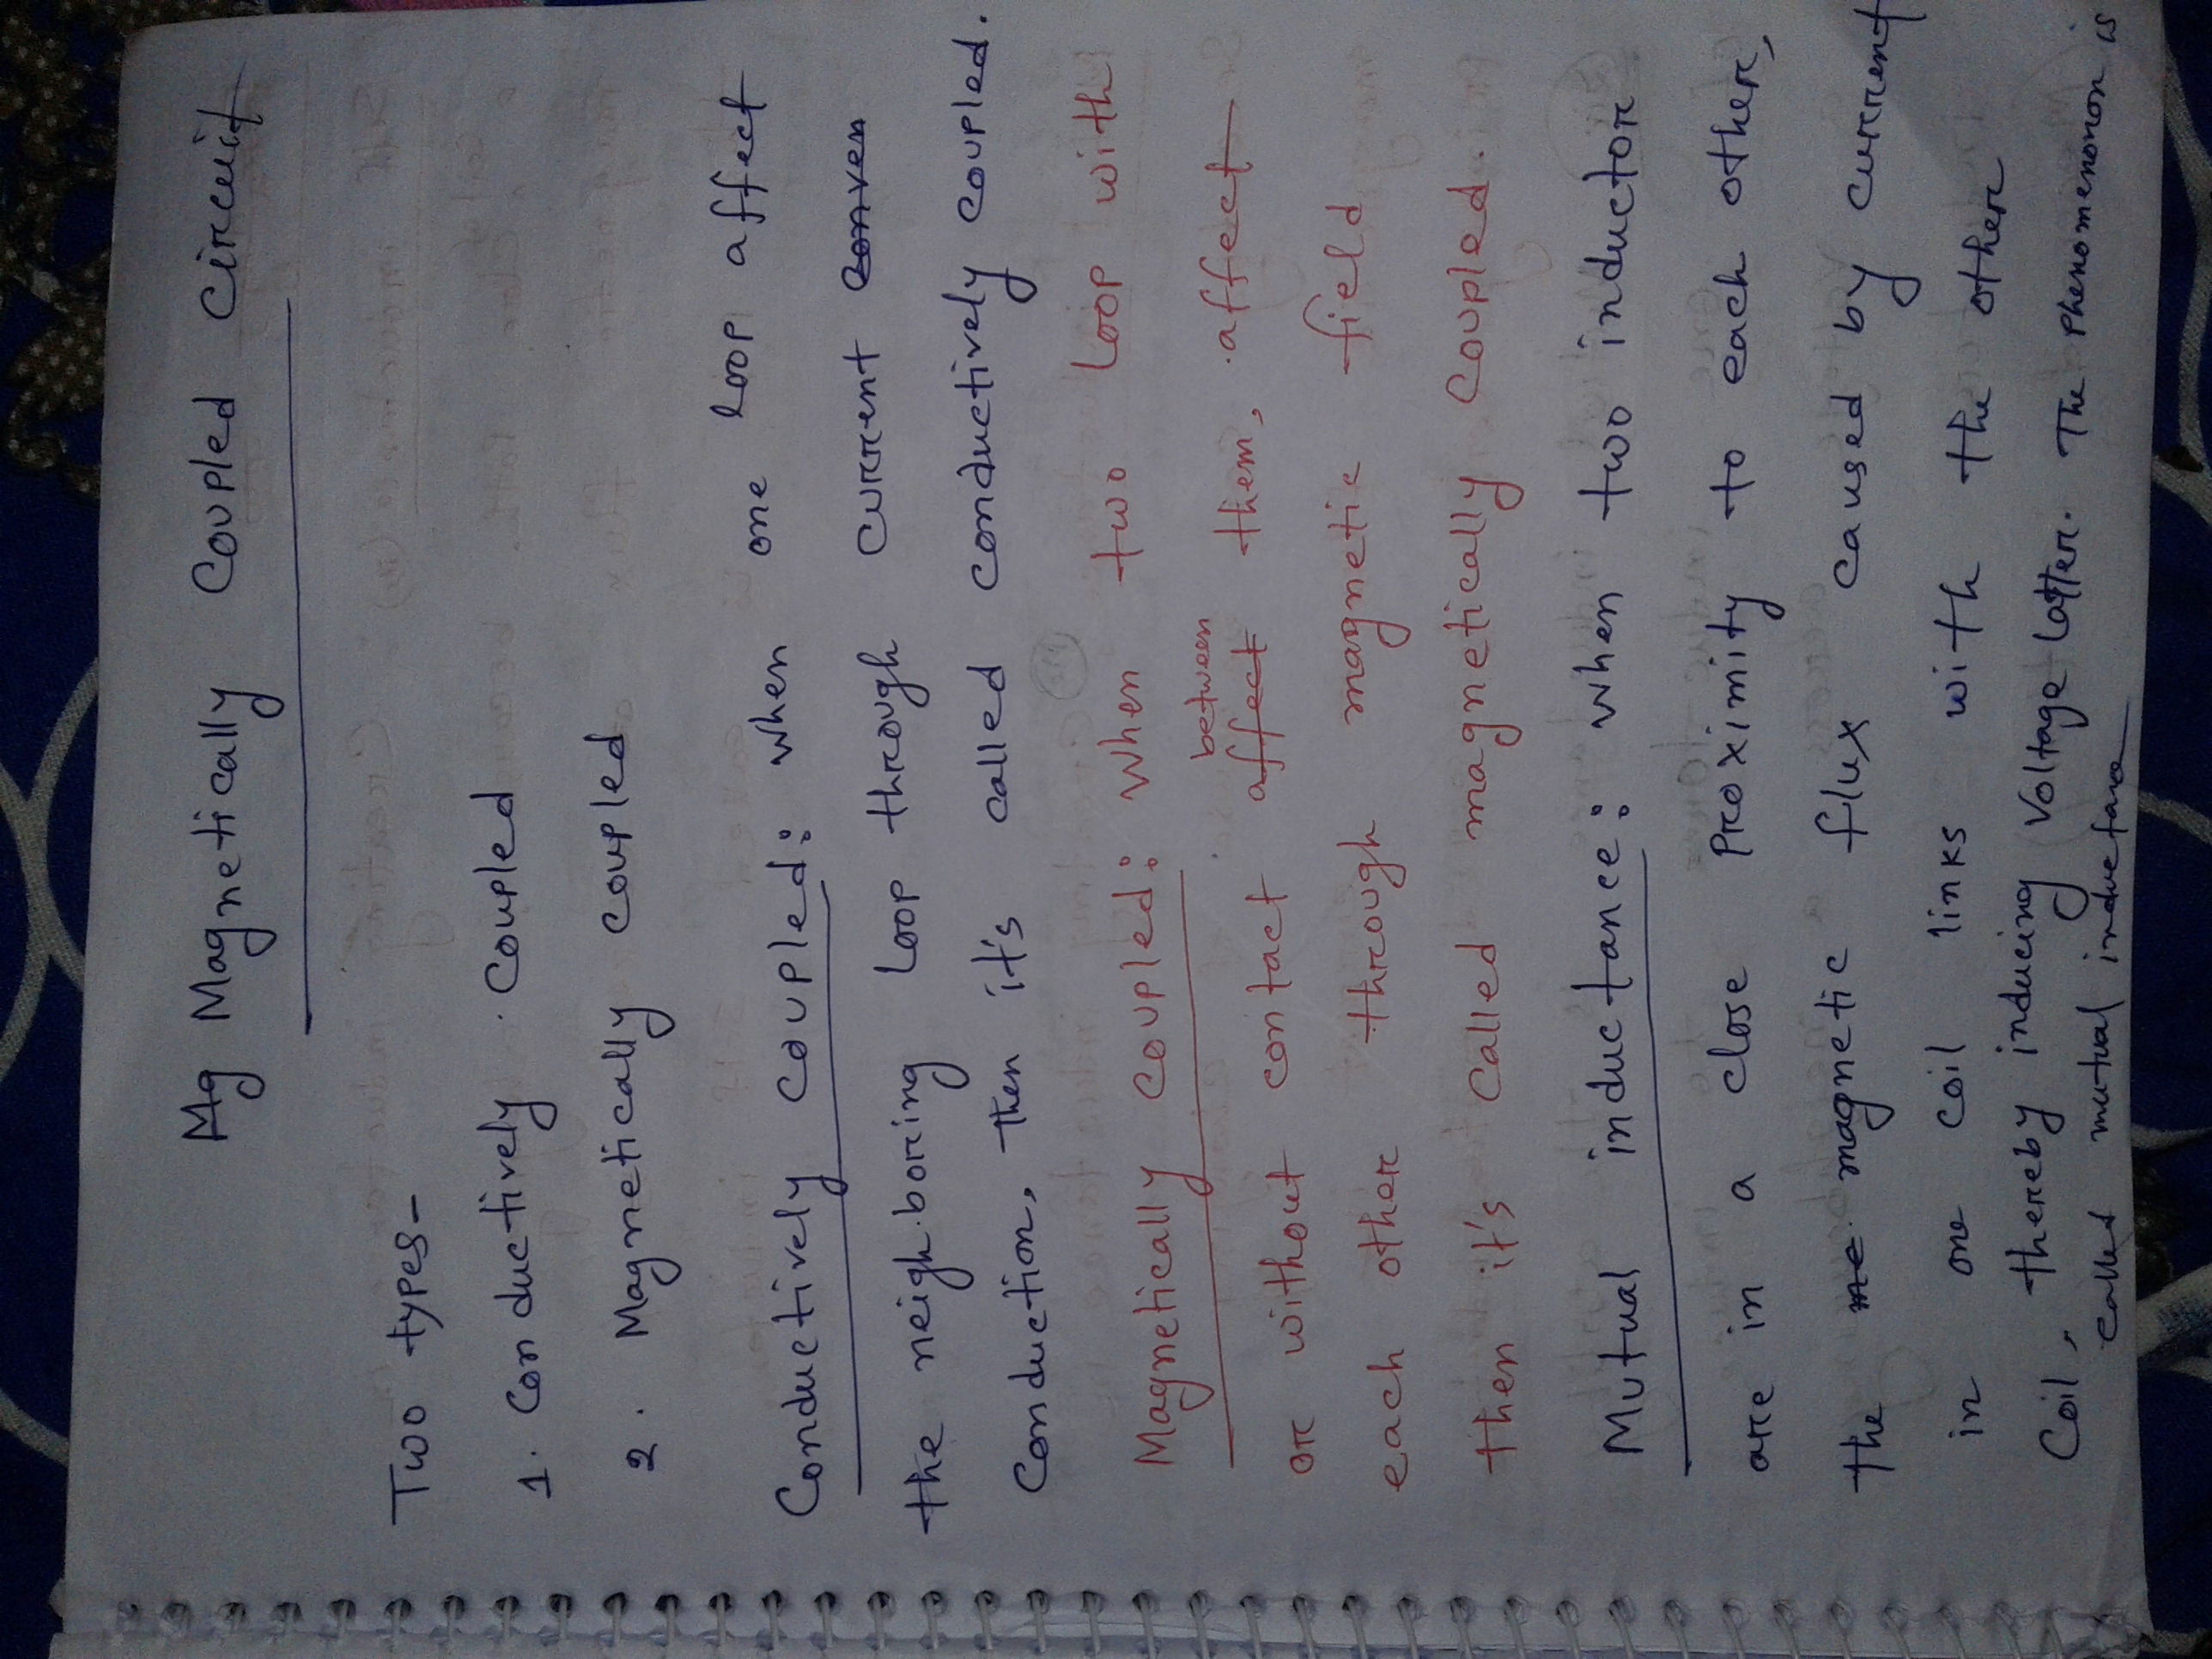 Mg Magnetically Coupled Circuit
Two types-
1. Conductively Coupled
2. Magnetically coupled
Conductively Coupled: When one loop affect
the neighboring loop through current conven
Conduction, then it's called conductively coupled.
Magnetically coupled: When two loop with
between
or without contact affect them, affect
each other through magnetic field
then it's called magnetically coupled.
Mutual inductance: When two inductor
are in a close proximity to each other,
the me magnetic flux caused by current
in one coil links with the other
Coil, thereby inducing voltage latter. The phenomenonon is
called mutual inductance